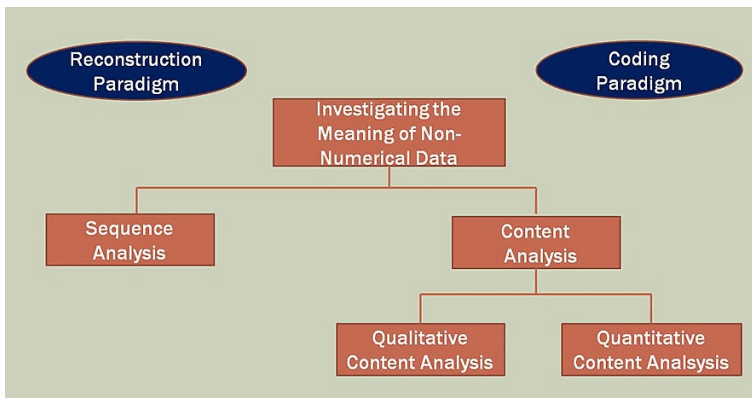 Reconstruction
Paradigm
Coding
Paradigm
Investigating the
Meaning of Non-
Numerical Data
Sequence
Analysis
Content
Analysis
Qualitative
Content Analysis
Quantitative
Content Analsysis